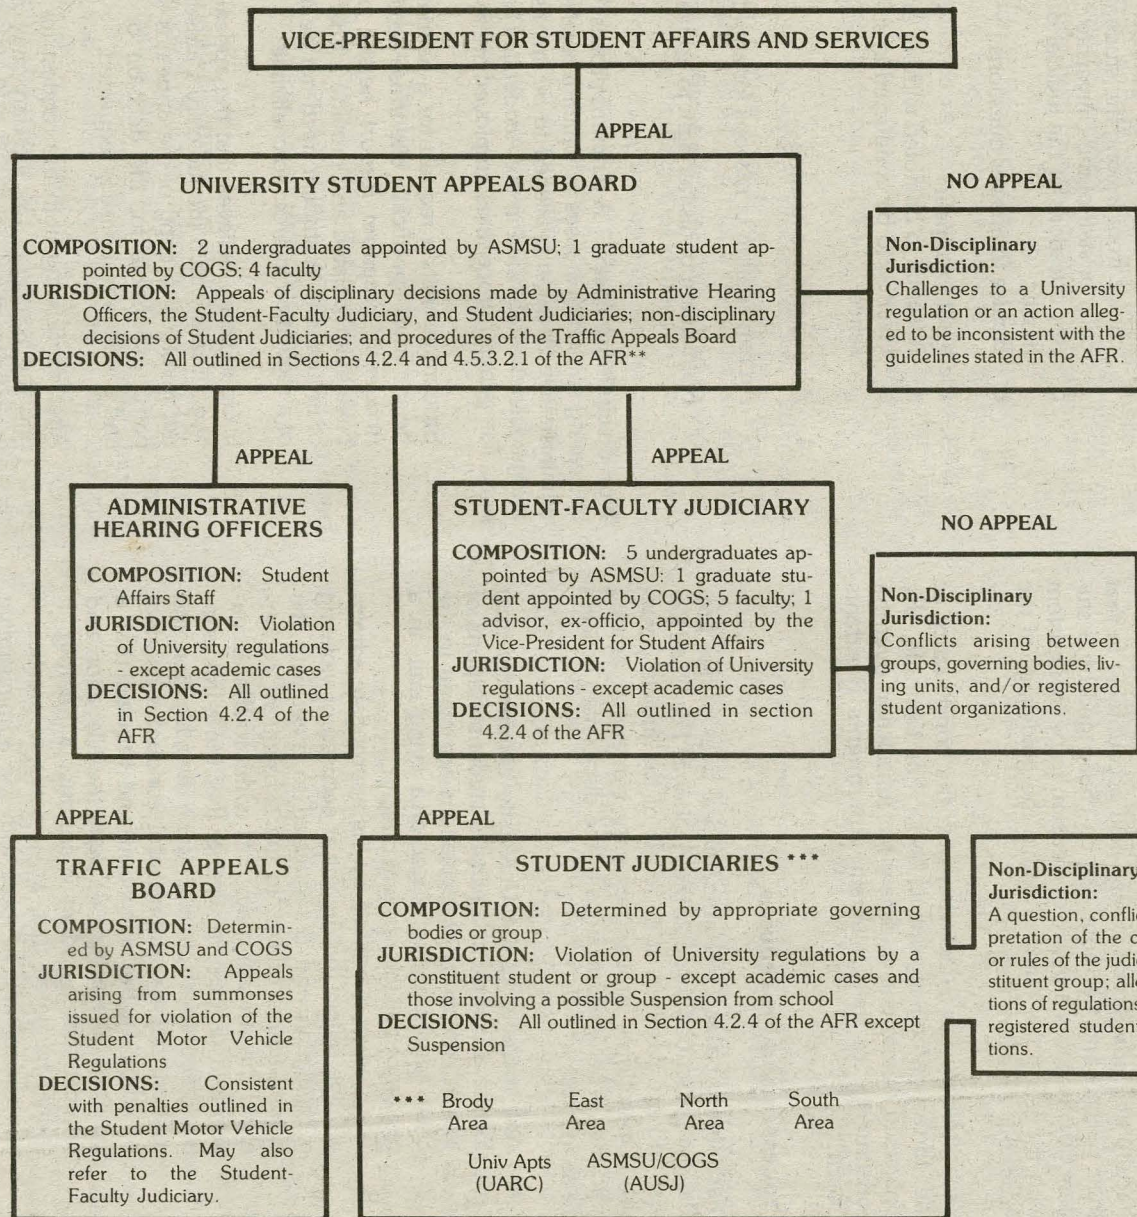 VICE-PRESIDENT FOR STUDENT AFFAIRS AND SERVICES
APPEAL
UNIVERSITY STUDENT APPEALS BOARD
COMPOSITION: 2 undergraduates appointed by ASMSU; 1 graduate student ap-
pointed by COGS; 4 faculty
JURISDICTION: Appeals of disciplinary decisions made by Administrative Hearing
Officers, the Student-Faculty Judiciary, and Student Judiciaries; non-disciplinary
decisions of Student Judiciaries; and procedures of the Traffic Appeals Board
DECISIONS: All outlined in Sections 4.2.4 and 4.5.3.2.1 of the AFR**
NO APPEAL
Non-Disciplinary
Jurisdiction:
Challenges to a University
regulation or an action alleg-
ed to be inconsistent with the
guidelines stated in the AFR.
APPEAL
ADMINISTRATIVE
HEARING OFFICERS
COMPOSITION: Student
Affairs Staff
JURISDICTION: Violation
of University regulations
- except academic cases
DECISIONS: All outlined
in Section 4.2.4 of the
AFR
APPEAL
STUDENT-FACULTY JUDICIARY
COMPOSITION: 5 undergraduates ap-
pointed by ASMSU: 1 graduate stu-
dent appointed by COGS; 5 faculty; 1
advisor, ex-officio, appointed by the
Vice-President for Student Affairs
JURISDICTION: Violation of University
regulations - except academic cases
DECISIONS: All outlined in section
4.2.4 of the AFR
NO APPEAL
Non-Disciplinary
Jurisdiction:
Conflicts arising between
groups, governing bodies, liv-
ing units, and/or registered
student organizations.
APPEAL
TRAFFIC APPEALS
BOARD
COMPOSITION: Determin-
ed by ASMSU and COGS
JURISDICTION: Appeals
arising from summonses
issued for violation of the
Student Motor Vehicle
Regulations
DECISIONS: Consistent
with penalties outlined in
the Student Motor Vehicle
Regulations. May also
refer to the Student-
Faculty Judiciary.
APPEAL
STUDENT JUDICIARIES ***
COMPOSITION: Determined by appropriate governing
bodies or group
JURISDICTION: Violation of University regulations by a
constituent student or group - except academic cases and
those involving a possible Suspension from school
DECISIONS: All outlined in Section 4.2.4 of the AFR except
Suspension
*** Brody East North South
Area Area Area Area
Univ Apts ASMSU/COGS
(UARC) (AUSJ)
Non-Disciplinary
Jurisdiction:
A question, conflic
pretation of the c
or rules of the judic
stituent group; alle
tions of regulations
registered student
tions.